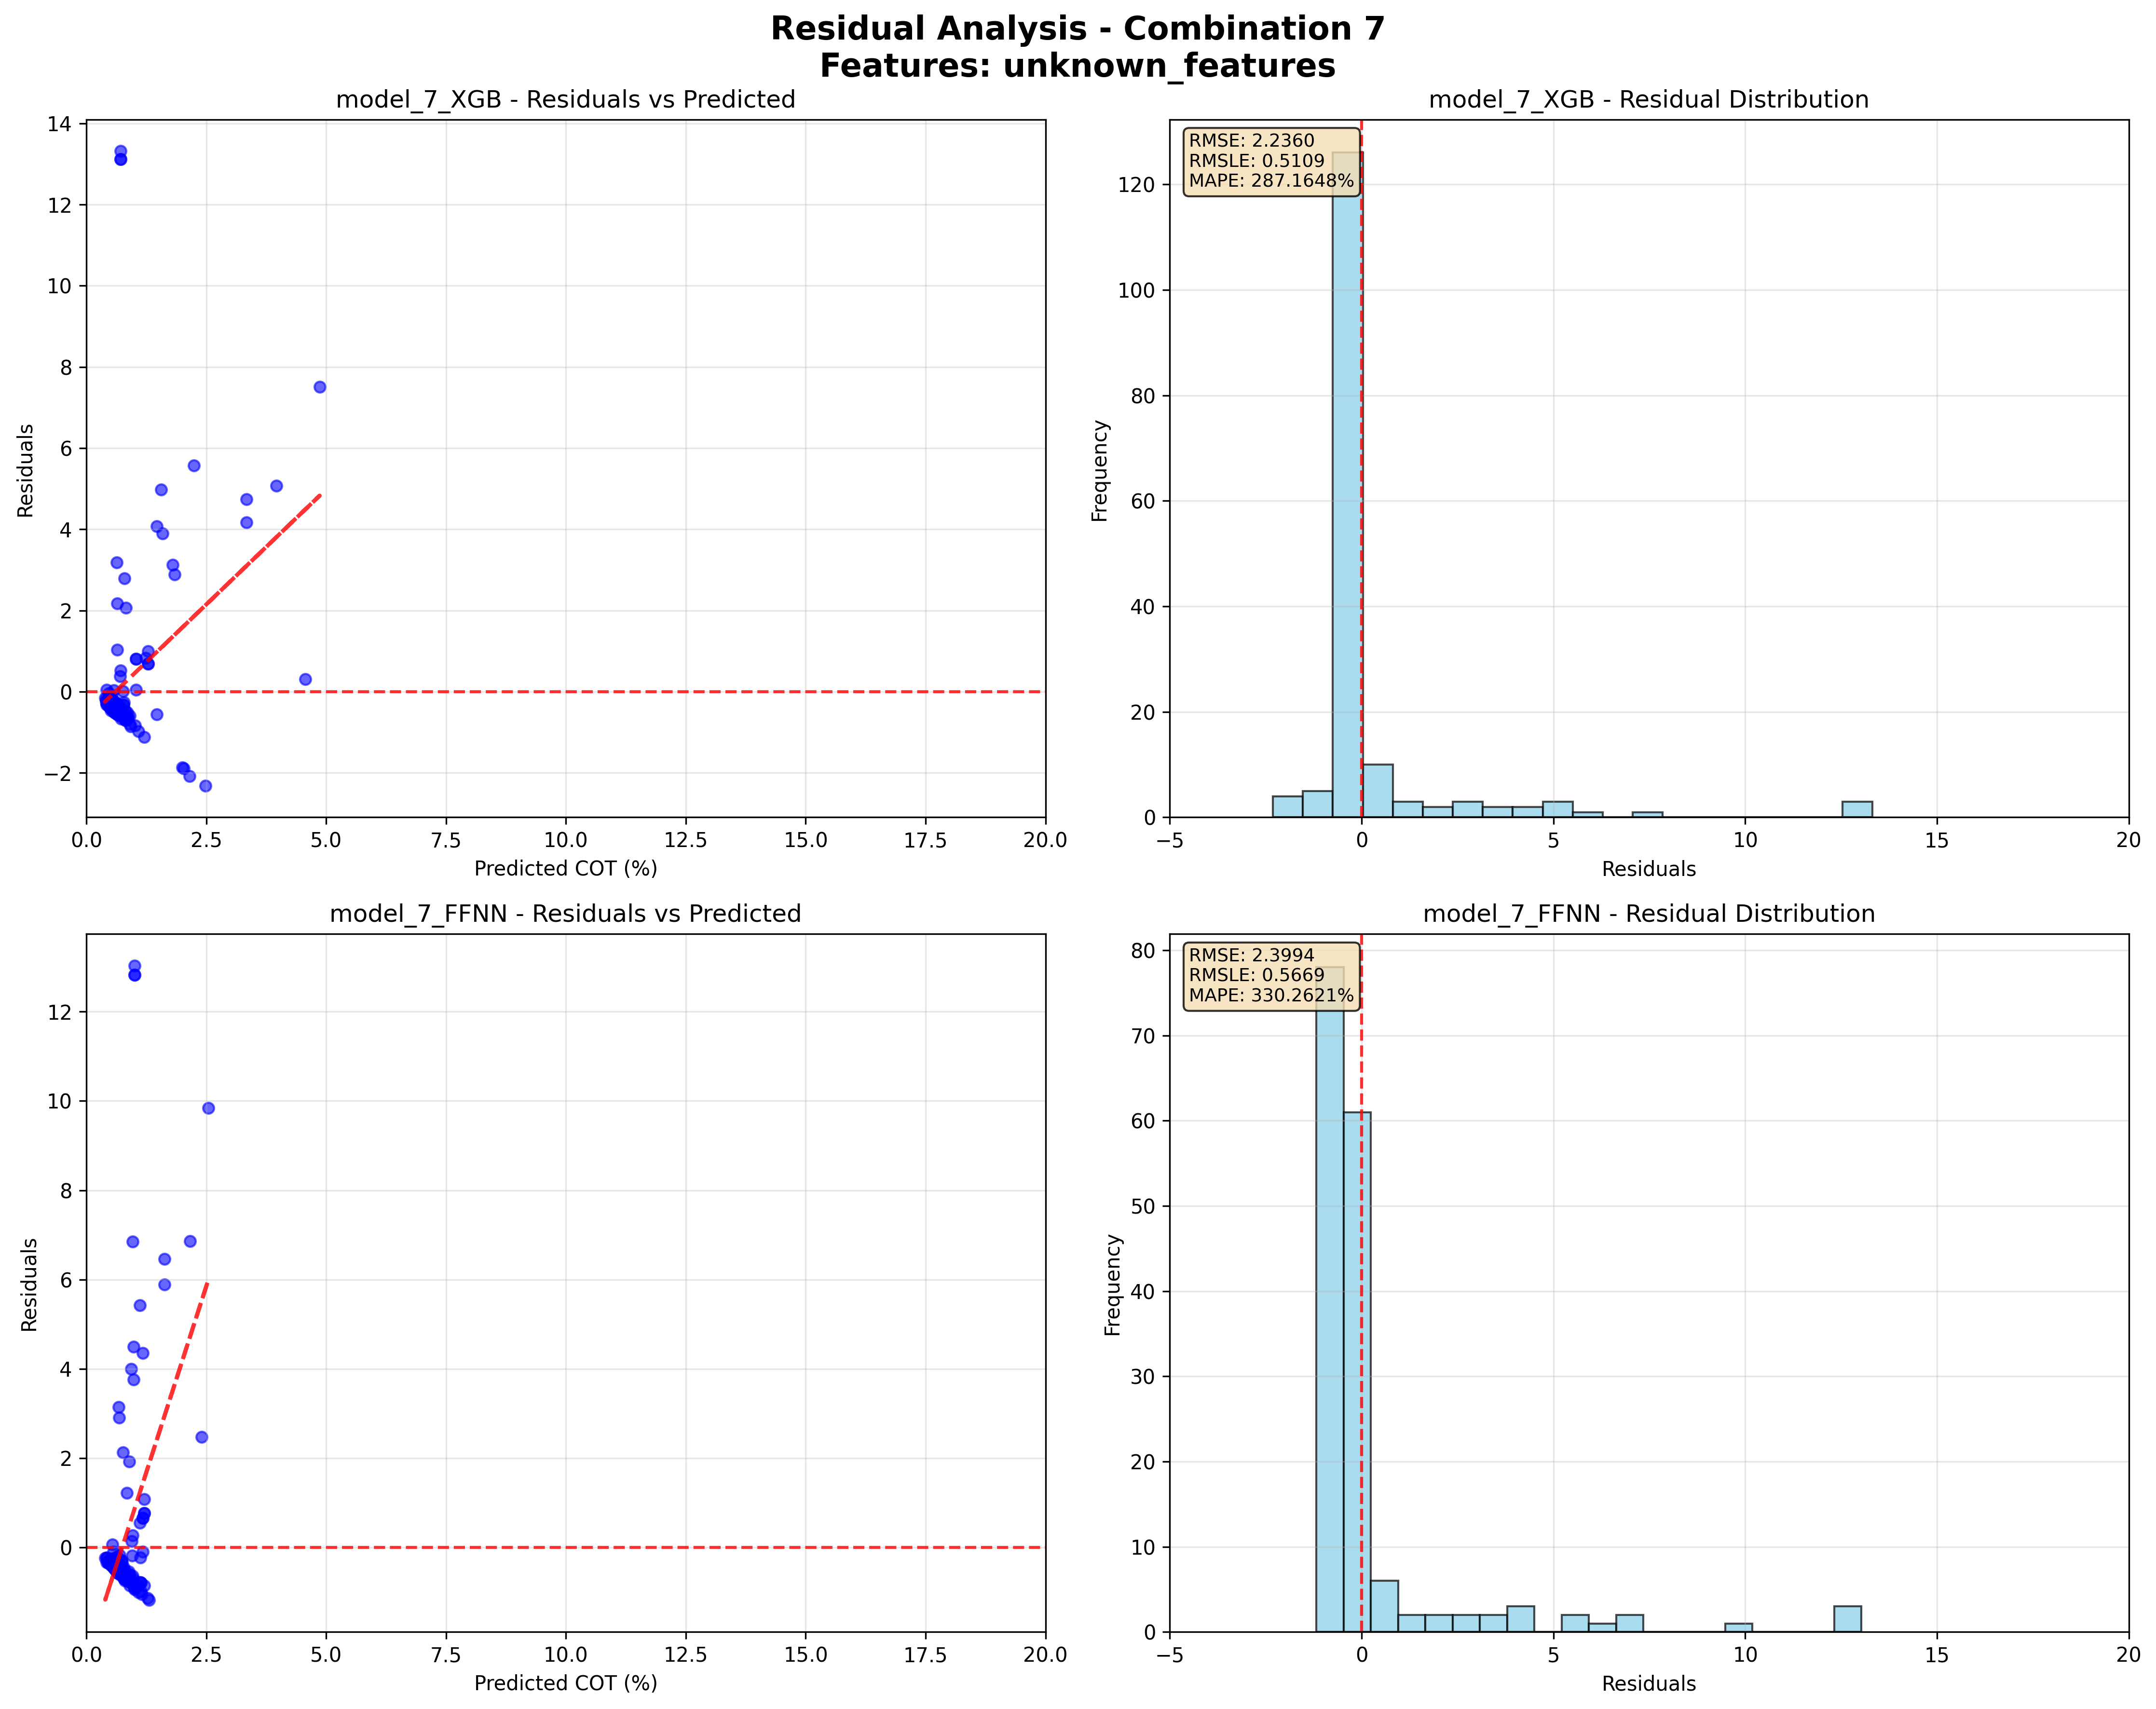 Residual Analysis - Combination 7
Features: unknown_features
model_7_XGB - Residuals vs Predicted
14
12
10
8
6
4
2
0
−2
Residuals
0.0 2.5 5.0 7.5 10.0 12.5 15.0 17.5 20.0
Predicted COT (%)
model_7_XGB - Residual Distribution
RMSE: 2.2360
RMSLE: 0.5109
MAPE: 287.1648%
120
100
80
60
40
20
0
Frequency
−5 0 5 10 15 20
Residuals
model_7_FFNN - Residuals vs Predicted
12
10
8
6
4
2
0
Residuals
0.0 2.5 5.0 7.5 10.0 12.5 15.0 17.5 20.0
Predicted COT (%)
model_7_FFNN - Residual Distribution
RMSE: 2.3994
RMSLE: 0.5669
MAPE: 330.2621%
80
70
60
50
40
30
20
10
0
Frequency
−5 0 5 10 15 20
Residuals